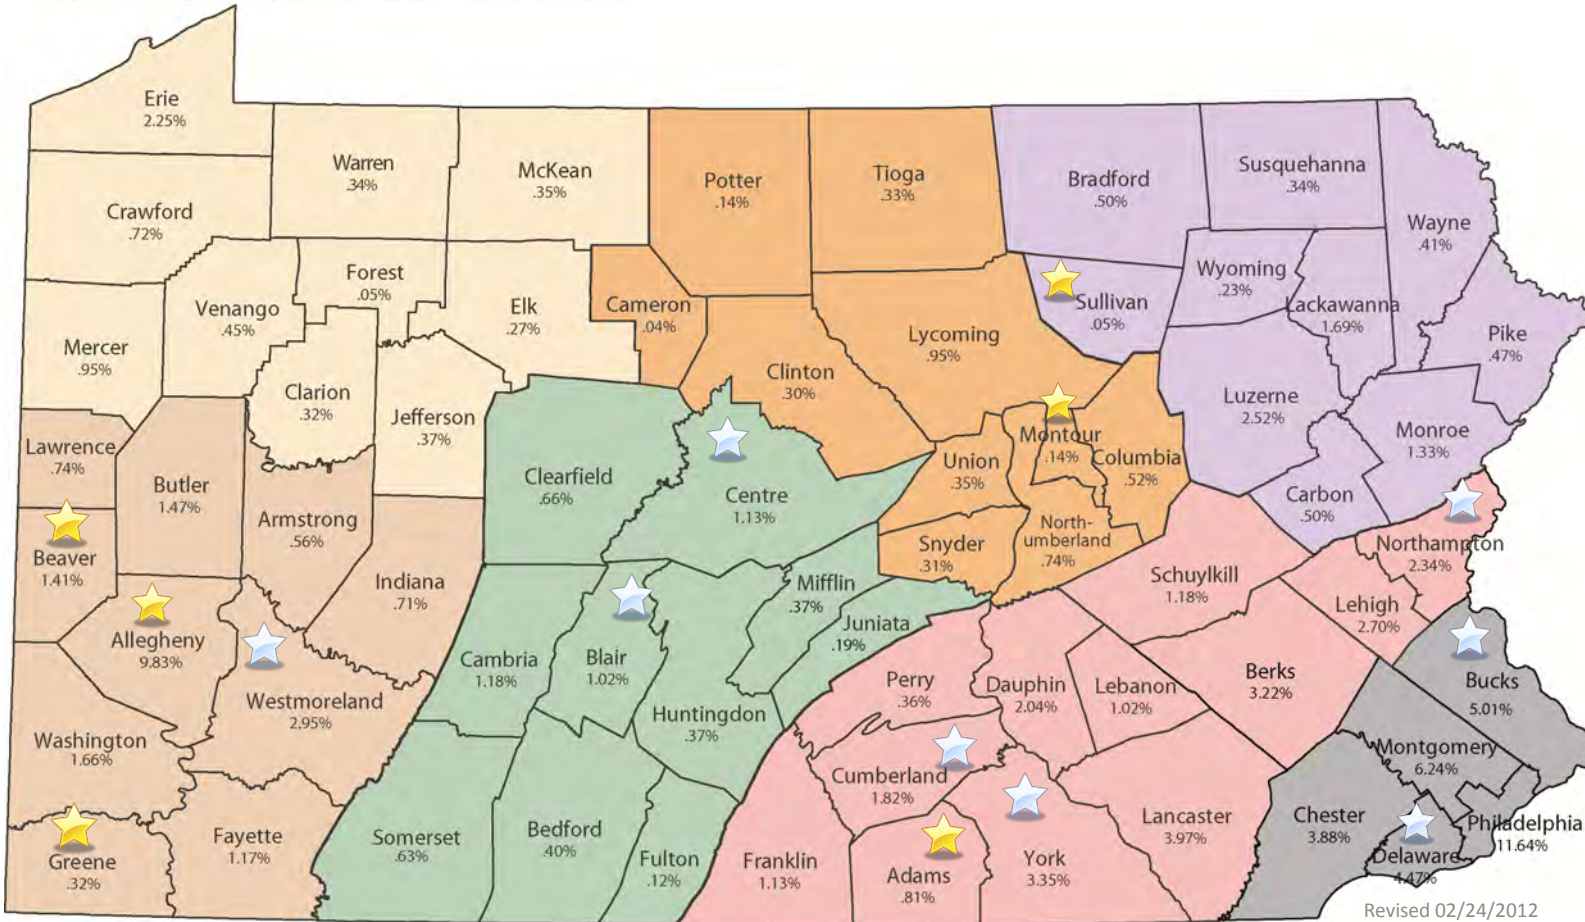 Erie
2.25%
Warren
.34%
McKean
.35%
Potter
.14%
Tioga
.33%
Bradford
.50%
Susquehanna
.34%
Wayne
.41%
Crawford
.72%
Forest
.05%
Venango
.45%
Elk
.27%
Cameron
.04%
Lycoming
.95%
Sullivan
.05%
Wyoming
.23%
Lackawanna
1.69%
Pike
.47%
Mercer
.95%
Clarion
.32%
Jefferson
.37%
Clinton
.30%
Luzerne
2.52%
Monroe
1.33%
Lawrence
.74%
Butler
1.47%
Clearfield
.66%
Centre
1.13%
Union
.35%
Montour
.14%
Columbia
.52%
Carbon
.50%
Armstrong
.56%
Beaver
1.41%
Indiana
.71%
Snyder
.31%
North-
umberland
.74%
Northampton
2.34%
Schuylkill
1.18%
Lehigh
2.70%
Mifflin
.37%
Juniata
.19%
Allegheny
9.83%
Cambria
1.18%
Blair
1.02%
Perry
.36%
Dauphin
2.04%
Lebanon
1.02%
Berks
3.22%
Bucks
5.01%
Westmoreland
2.95%
Huntingdon
.37%
Washington
1.66%
Montgomery
6.24%
Cumberland
1.82%
Lancaster
3.97%
Chester
3.88%
Philadelphia
11.64%
Delaware
4.47%
Fayette
1.17%
Somerset
.63%
Bedford
.40%
Fulton
.12%
Franklin
1.13%
Adams
.81%
York
3.35%
Greene
.32%
Revised 02/24/2012